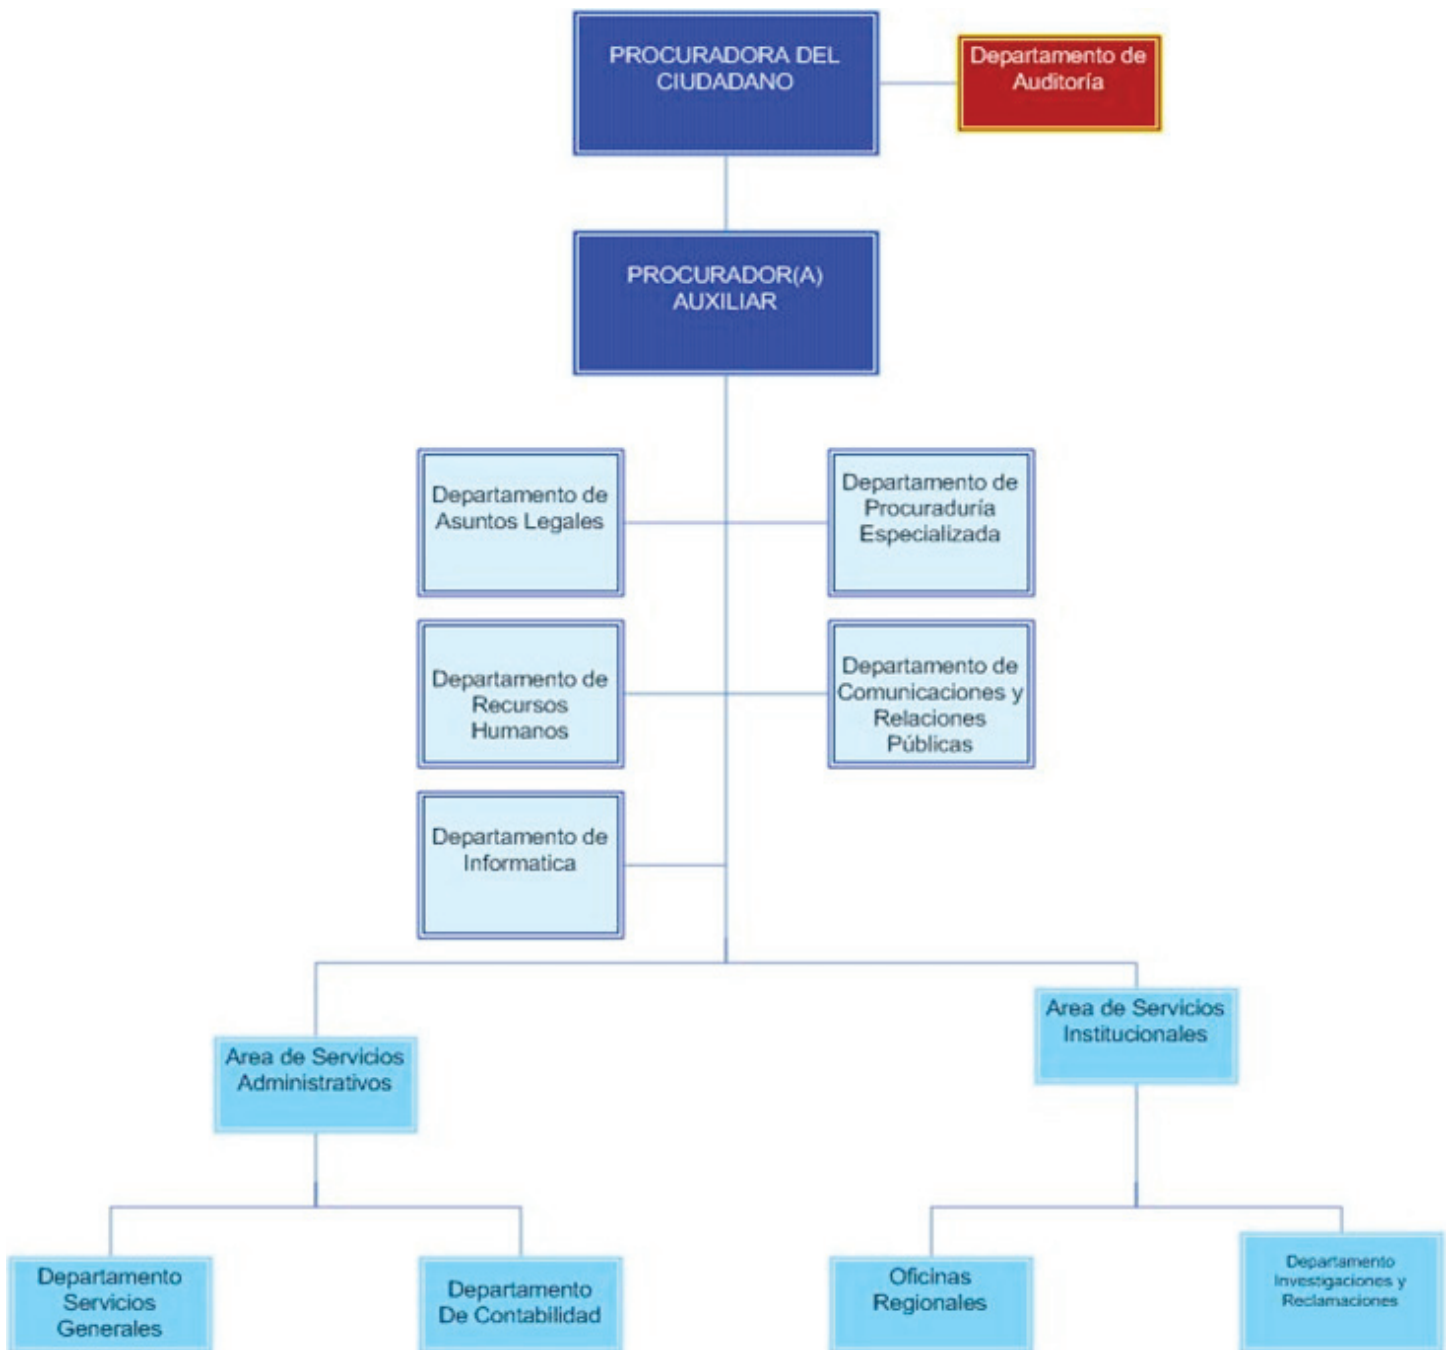 PROCURADORA DEL
CIUDADANO
Departamento de
Auditoría
PROCURADOR(A)
AUXILIAR
Departamento de
Asuntos Legales
Departamento de
Procuraduría
Especializada
Departamento de
Recursos
Humanos
Departamento de
Comunicaciones y
Relaciones
Públicas
Departamento de
Informatica
Area de Servicios
Administrativos
Area de Servicios
Institucionales
Departamento
Servicios
Generales
Departamento
De Contabilidad
Oficinas
Regionales
Departamento
Investigaciones y
Reclamaciones